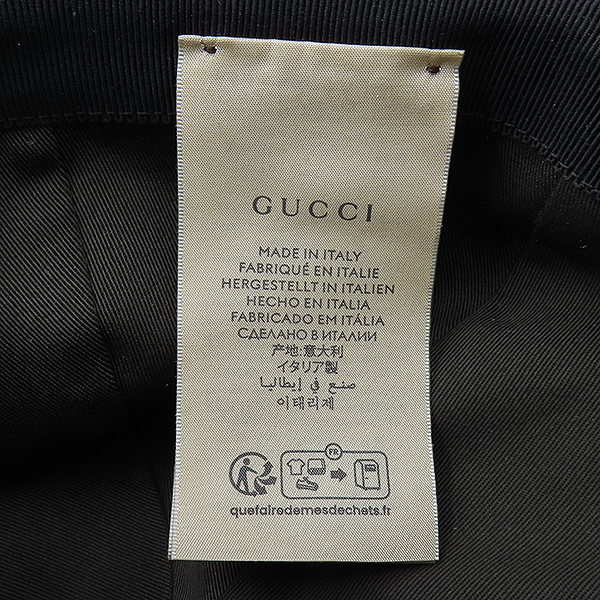 GUCCI
MADE IN ITALY
FABRIQUÉ EN ITALIE
HERGESTELLT IN ITALIEN
HECHO EN ITALIA
FABRICADO EM ITÁLIA
СДЕЛАНО В ИТАЛИИ
产地:意大利
イタリア製
صنع في إيطاليا
이태리제
FR
quefairedemesdechets.fr